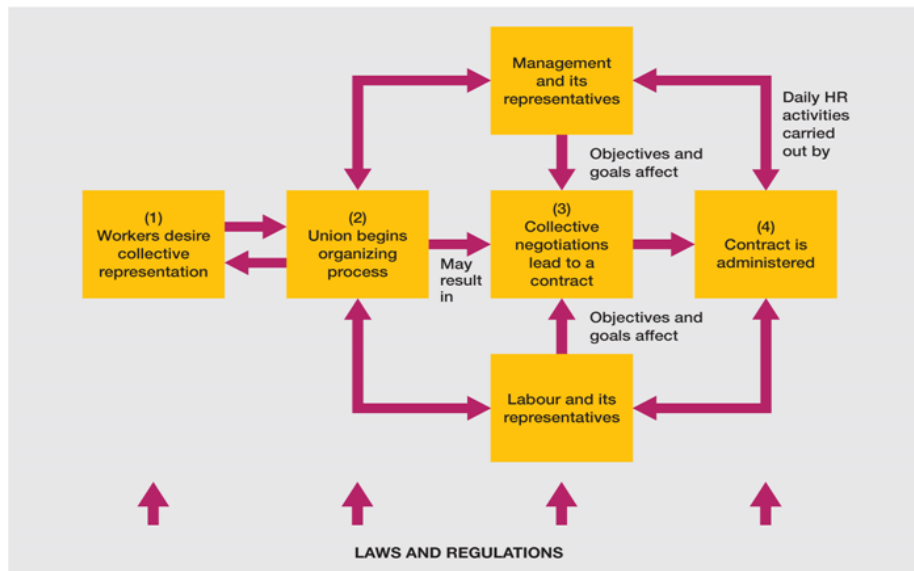 Management
and its
representatives
Daily HR
activities
carried
out by
Objectives and
goals affect
(1)
Workers desire
collective
representation
(2)
Union begins
organizing
process
May
result
in
(3)
Collective
negotiations
lead to a
contract
(4)
Contract is
administered
Objectives and
goals affect
Labour and its
representatives
LAWS AND REGULATIONS